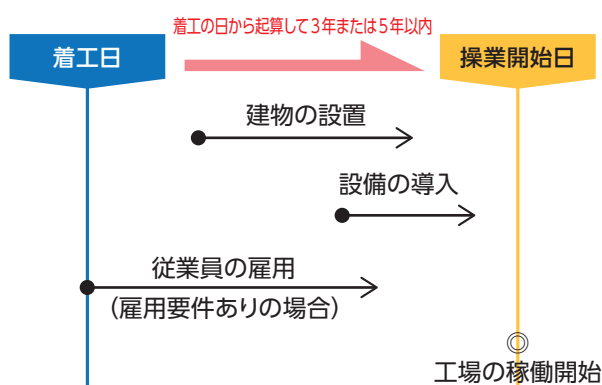 着工の日から起算して3年または5年以内
着工日
操業開始日
建物の設置
設備の導入
従業員の雇用
(雇用要件ありの場合)
◎
工場の稼働開始